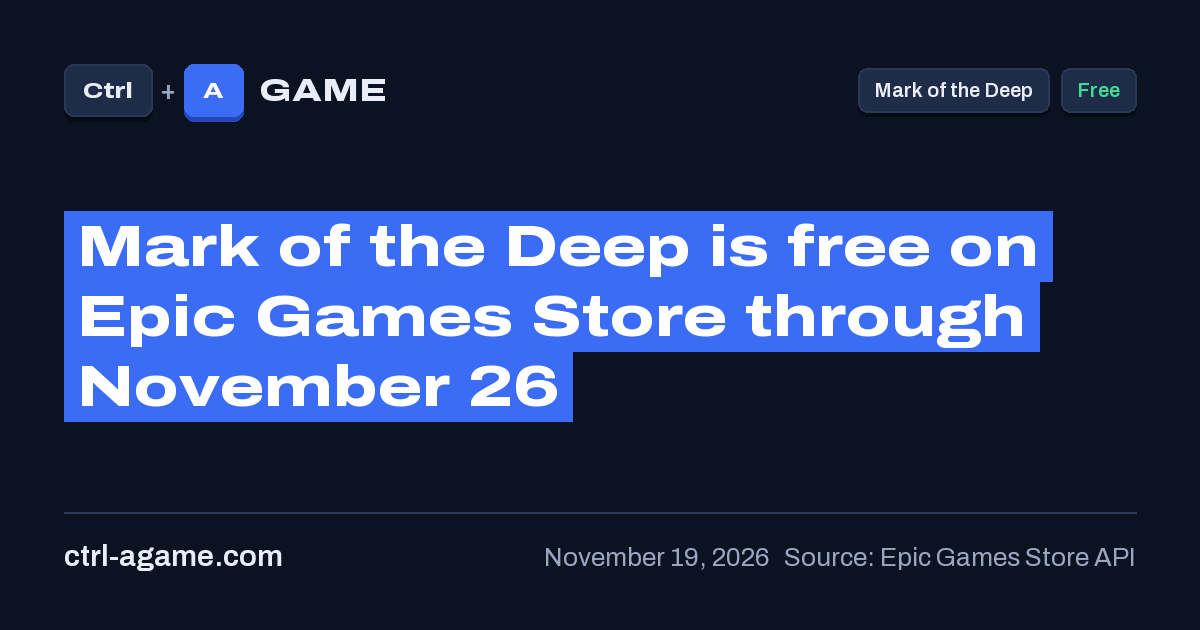 Ctrl + A GAME
Mark of the Deep Free
Mark of the Deep is free on
Epic Games Store through
November 26
ctrl-agame.com
November 19, 2026 Source: Epic Games Store API